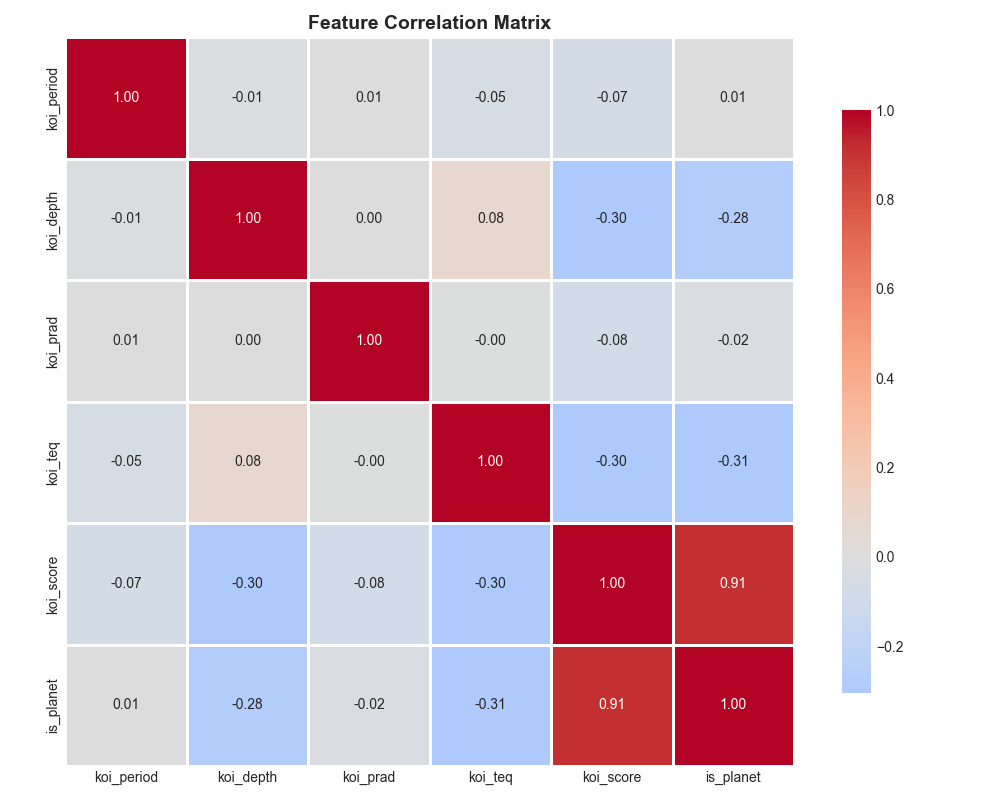 Feature Correlation Matrix
koi_period 1.00 -0.01 0.01 -0.05 -0.07 0.01
koi_depth -0.01 1.00 0.00 0.08 -0.30 -0.28
koi_prad 0.01 0.00 1.00 -0.00 -0.08 -0.02
koi_teq -0.05 0.08 -0.00 1.00 -0.30 -0.31
koi_score -0.07 -0.30 -0.08 -0.30 1.00 0.91
is_planet 0.01 -0.28 -0.02 -0.31 0.91 1.00
koi_period koi_depth koi_prad koi_teq koi_score is_planet
1.0
0.8
0.6
0.4
0.2
0.0
−0.2